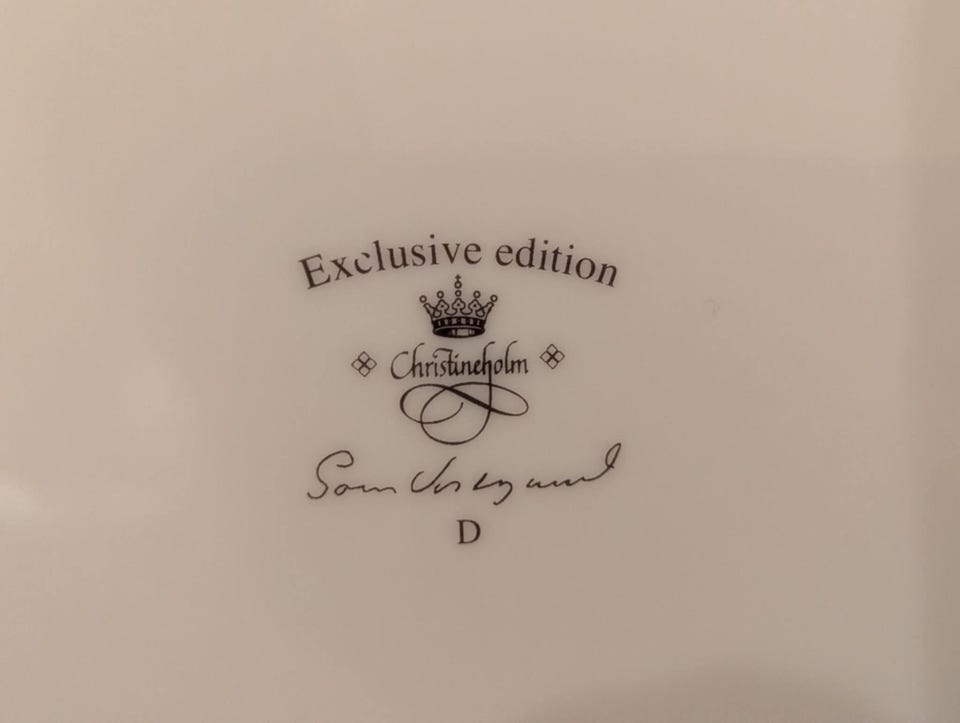 Exclusive edition
Christineholm
D